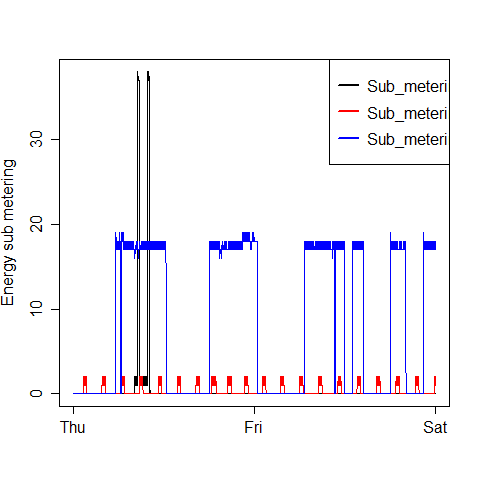 Sub_meteri
Sub_meteri
Sub_meteri
Energy sub metering
30
20
10
0
Thu Fri Sat